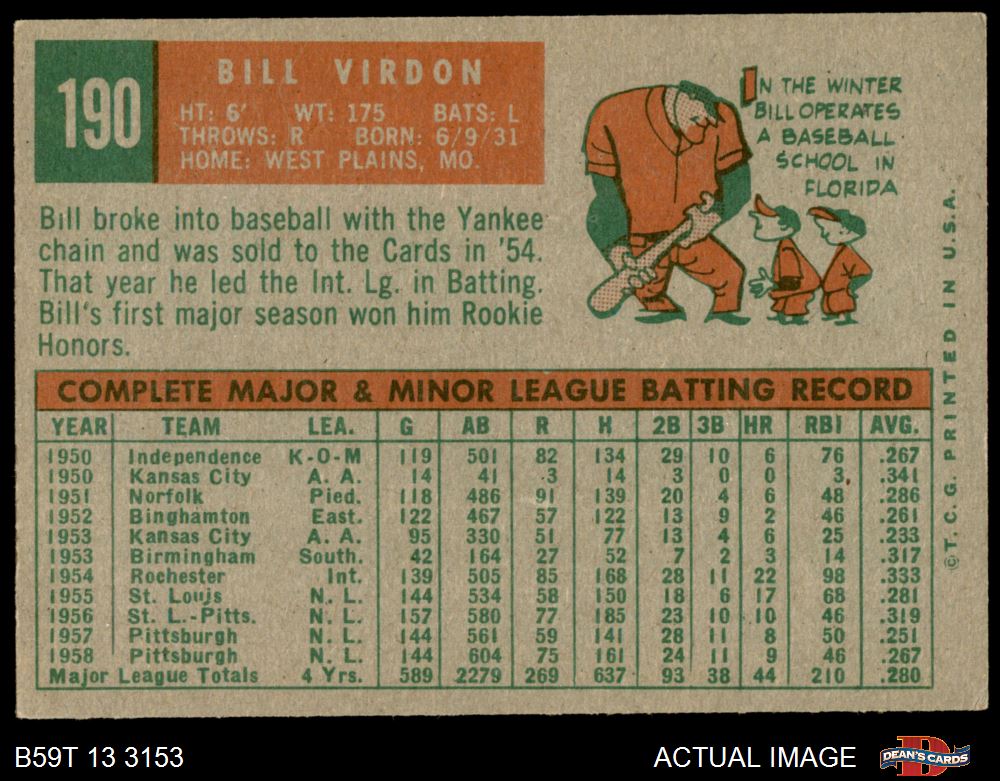 190
BILL VIRDON
HT: 6' WT: 175 BATS: L
THROWS: R BORN: 6/9/31
HOME: WEST PLAINS, MO.
IN THE WINTER
BILL OPERATES
A BASEBALL
SCHOOL IN
FLORIDA
Bill broke into baseball with the Yankee
chain and was sold to the Cards in '54.
That year he led the Int. Lg. in Batting.
Bill's first major season won him Rookie
Honors.
COMPLETE MAJOR & MINOR LEAGUE BATTING RECORD
YEAR TEAM LEA. G AB R H 2B 3B HR RBI AVG.
1950 Independence K-O-M 119 501 82 134 29 10 6 76 .267
1950 Kansas City A. A. 14 41 3 14 3 0 0 3 .341
1951 Norfolk Pied. 118 486 91 139 20 4 6 48 .286
1952 Binghamton East. 122 467 57 122 13 9 2 46 .261
1953 Kansas City A. A. 95 330 51 77 13 4 6 25 .233
1953 Birmingham South. 42 164 27 52 7 2 3 14 .317
1954 Rochester Int. 139 505 85 168 28 11 22 98 .333
1955 St. Louis N. L. 144 534 58 150 18 6 17 68 .281
1956 St. L.-Pitts. N. L. 157 580 77 185 23 10 10 46 .319
1957 Pittsburgh N. L. 144 561 59 141 28 11 8 50 .251
1958 Pittsburgh N. L. 144 604 75 161 24 11 9 46 .267
Major League Totals 4 Yrs. 589 2279 269 637 93 38 44 210 .280
© T. C. G. PRINTED IN U.S.A.
B59T 13 3153
ACTUAL IMAGE
DEAN'S CARDS